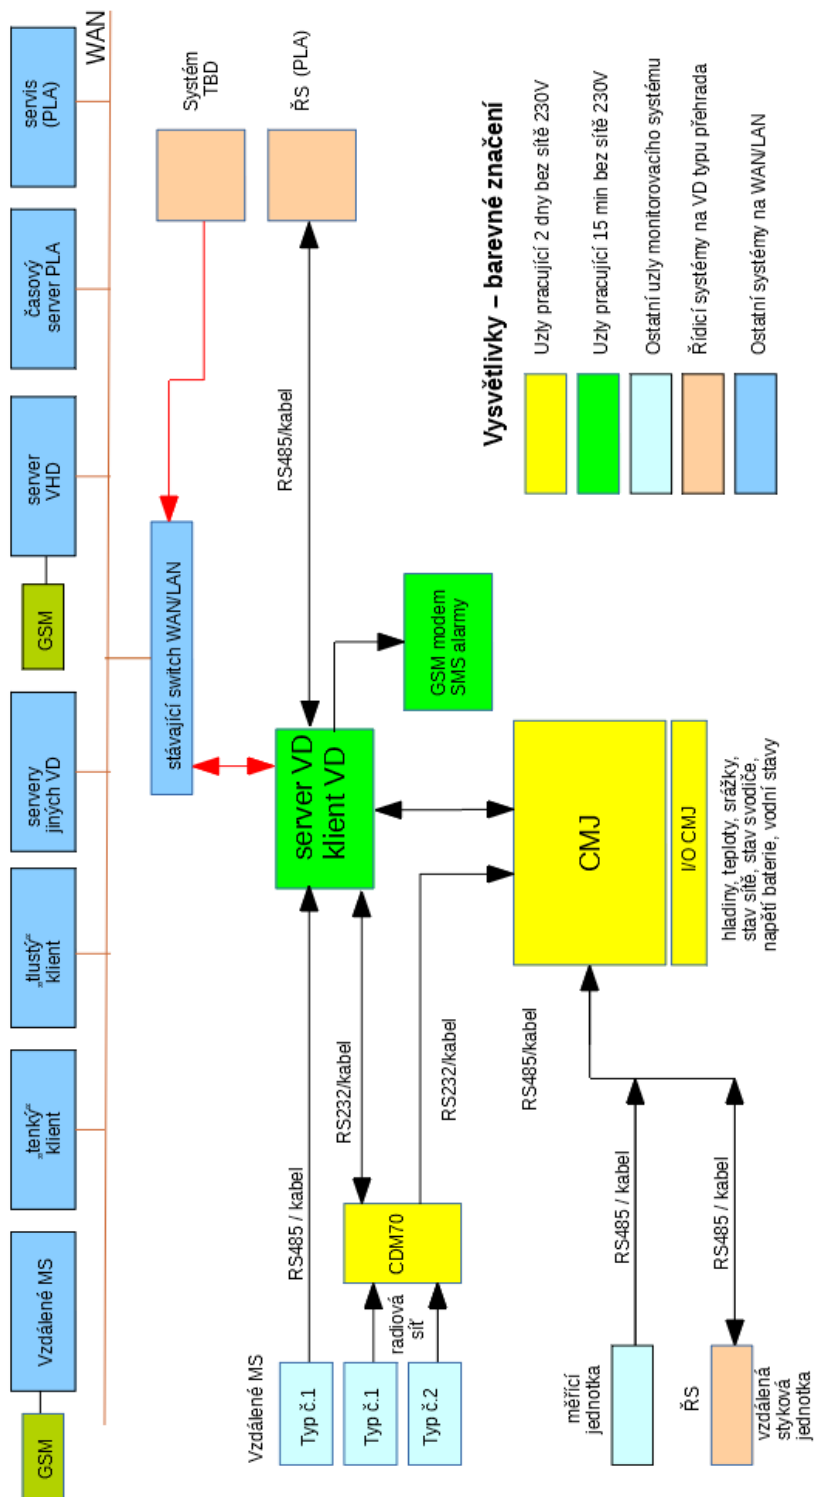 GSM
Vzdálené MS
„tenký“
klient
„tlustý“
klient
servery
jiných VD
GSM
server
VHD
časový
server PLA
servis
(PLA)
WAN
stávající switch WAN/LAN
Systém
TBD
ŘS (PLA)
RS485/kabel
server VD
klient VD
GSM modem
SMS alarmy
RS485 / kabel
RS232/kabel
RS232/kabel
Vzdálené MS
Typ č.1
Typ č.1
Typ č.2
radiová
síť
CDM70
CMJ
I/O CMJ
hladiny, teploty, srážky,
stav sítě, stav svodiče,
napětí baterie, vodní stavy
RS485/kabel
RS485 / kabel
RS485 / kabel
měřící
jednotka
ŘS
vzdálená
styková
jednotka
Vysvětlivky – barevné značení
Uzly pracující 2 dny bez sítě 230V
Uzly pracující 15 min bez sítě 230V
Ostatní uzly monitorovacího systému
Řídicí systémy na VD typu přehrada
Ostatní systémy na WAN/LAN